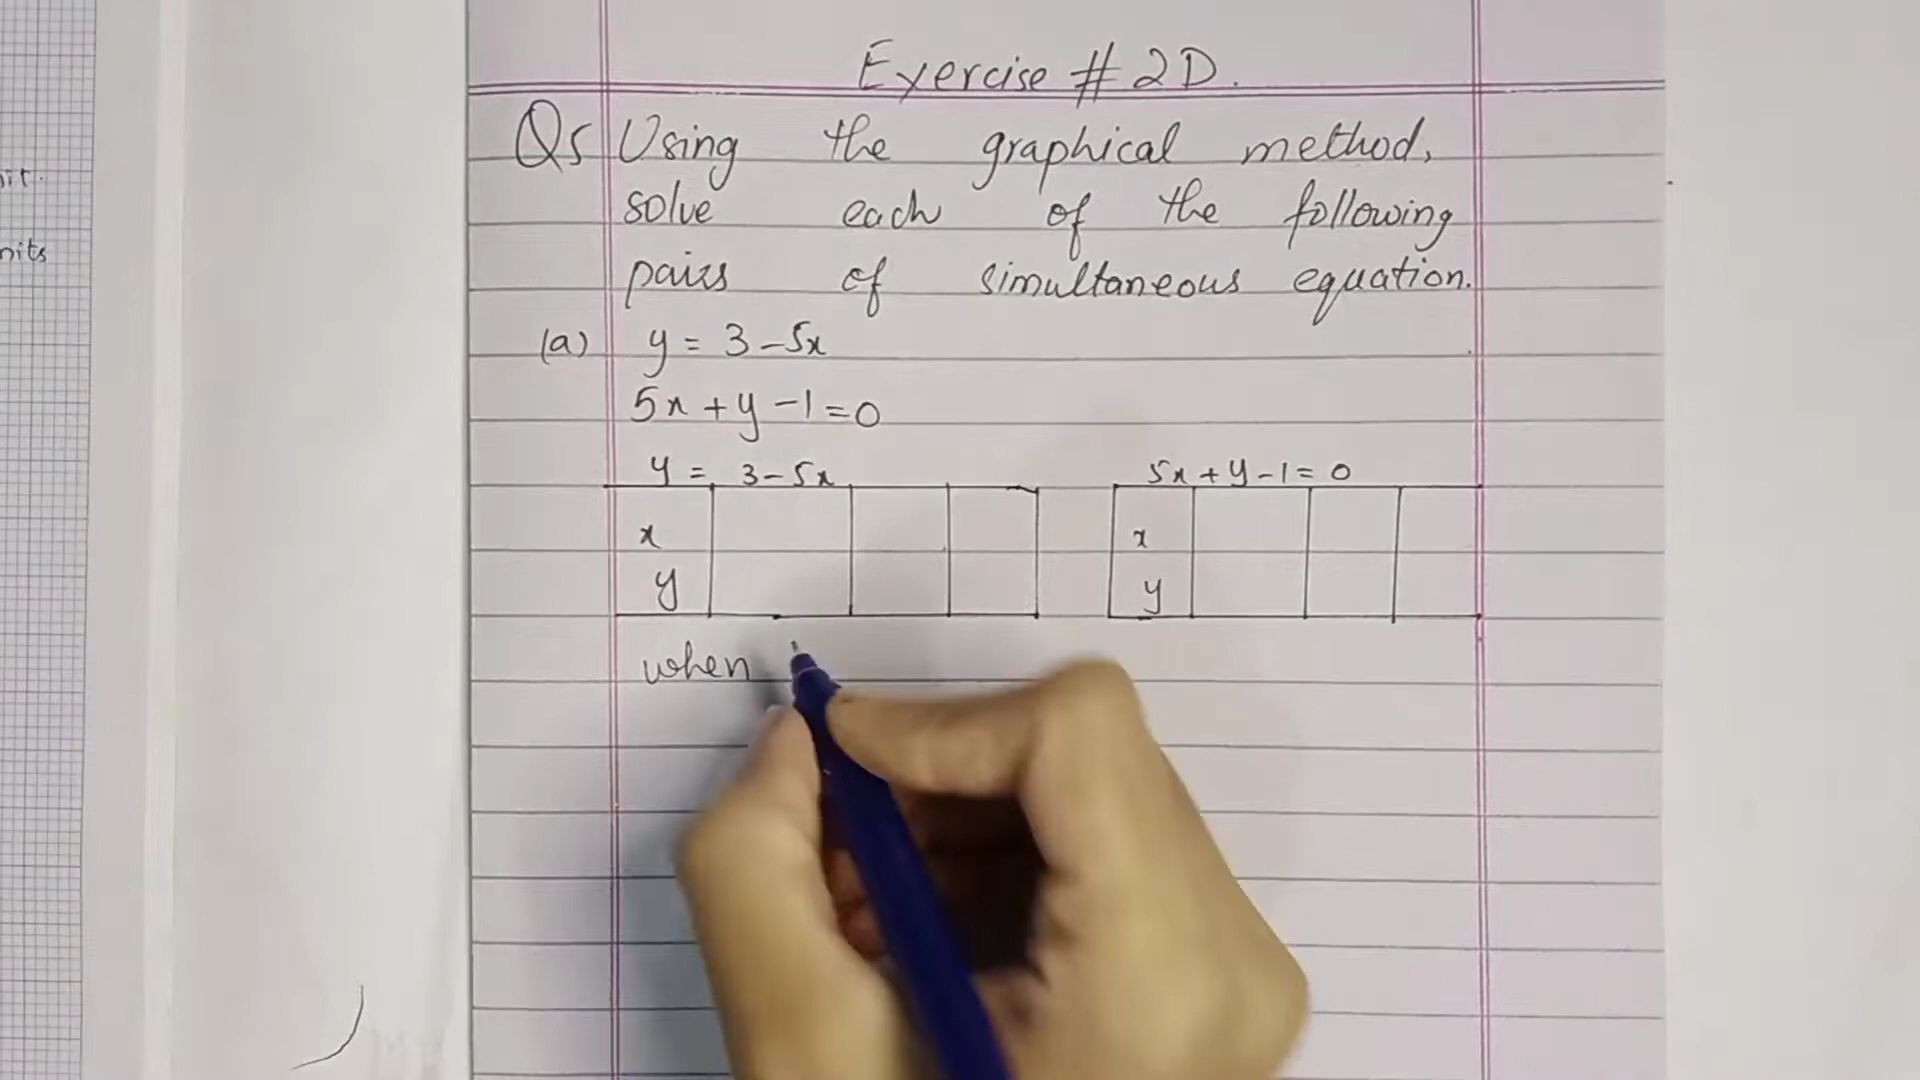 Exercise # 2D.
Q5 Using the graphical method,
solve each of the following
pairs of simultaneous equation.
(a) y = 3 - 5x
5x + y - 1 = 0
y = 3 - 5x
x
y
5x + y - 1 = 0
x
y
when
nits